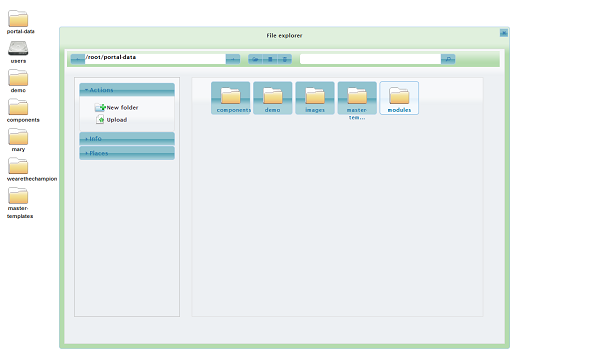 File explorer
portal-data
users
demo
components
mary
wearethechampion
master-
templates
/root/portal-data
Actions
New folder
Upload
Info
Places
components
demo
images
master
tem...
modules